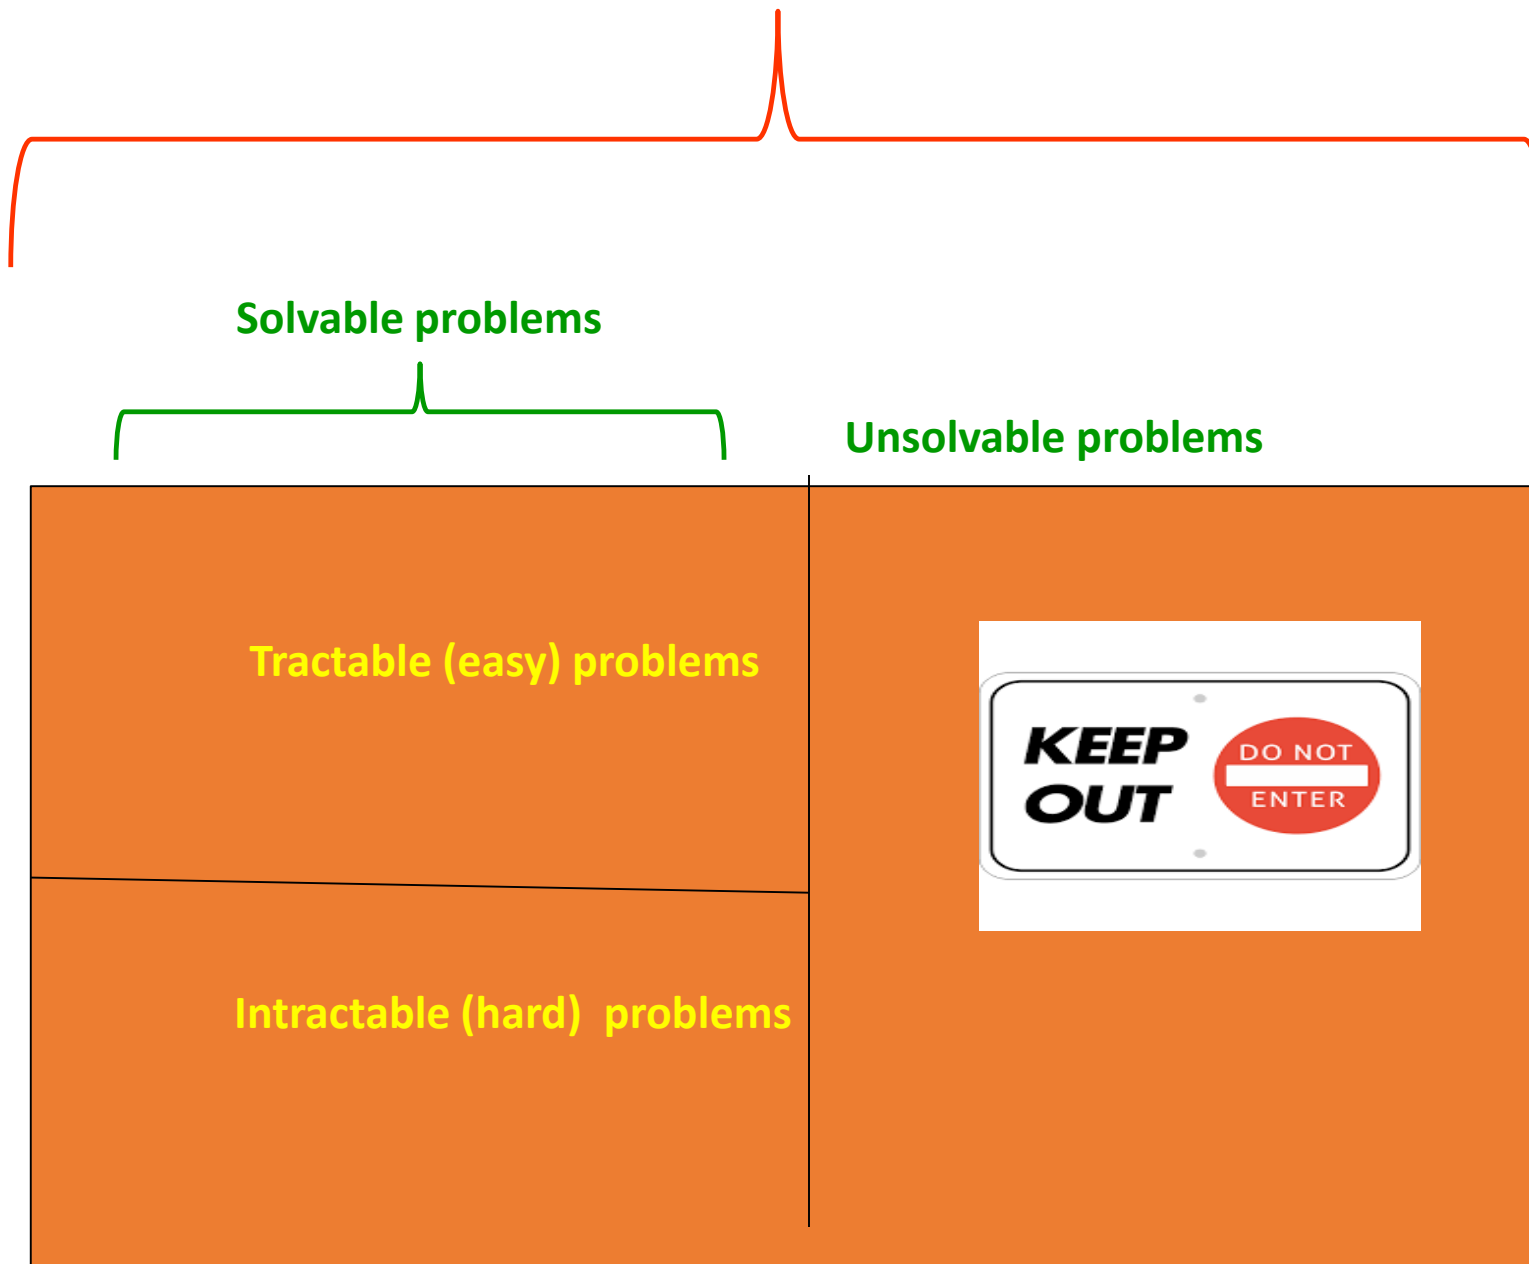 Solvable problems
Unsolvable problems
Tractable (easy) problems
KEEP
OUT
DO NOT
ENTER
Intractable (hard)  problems